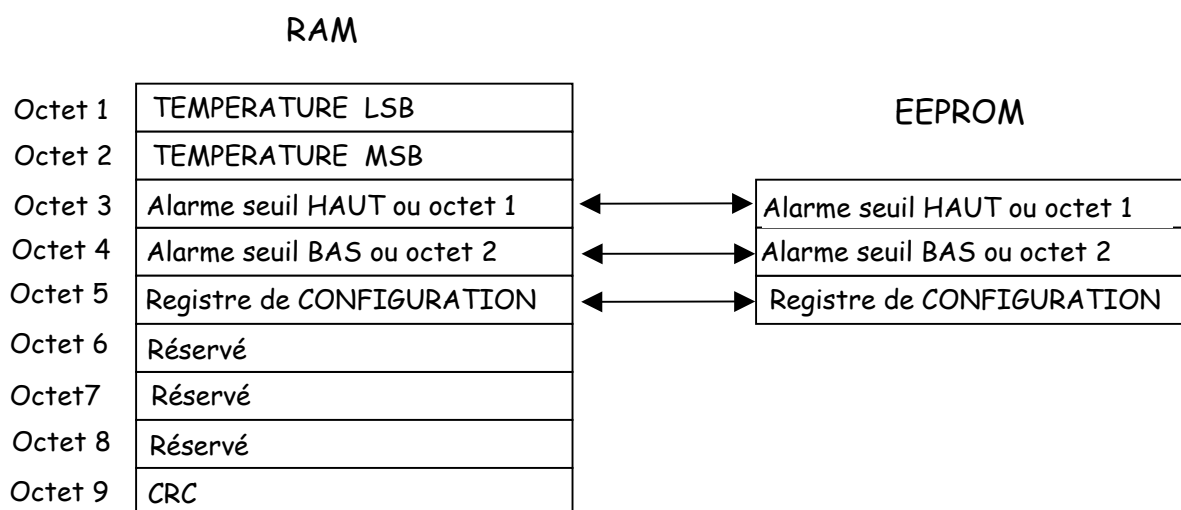 RAM
EEPROM
Octet 1 TEMPERATURE LSB
Octet 2 TEMPERATURE MSB
Octet 3 Alarme seuil HAUT ou octet 1 Alarme seuil HAUT ou octet 1
Octet 4 Alarme seuil BAS ou octet 2 Alarme seuil BAS ou octet 2
Octet 5 Registre de CONFIGURATION Registre de CONFIGURATION
Octet 6 Réservé
Octet7 Réservé
Octet 8 Réservé
Octet 9 CRC